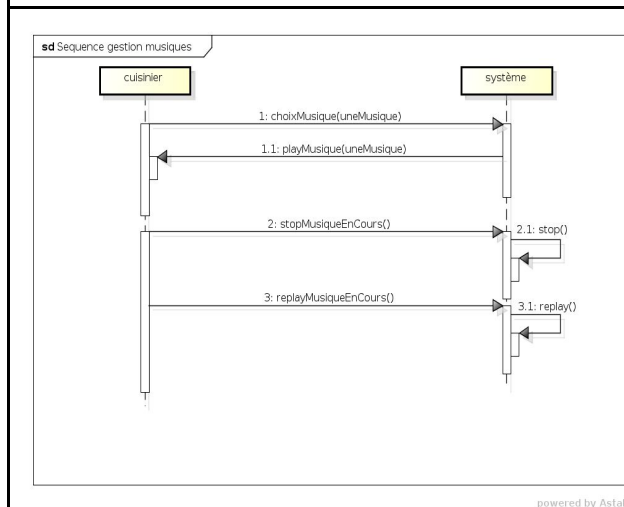 sd Sequence gestion musiques
cuisinier
système
1: choixMusique(uneMusique)
1.1: playMusique(uneMusique)
2: stopMusiqueEnCours()
2.1: stop()
3: replayMusiqueEnCours()
3.1: replay()
powered by Asta